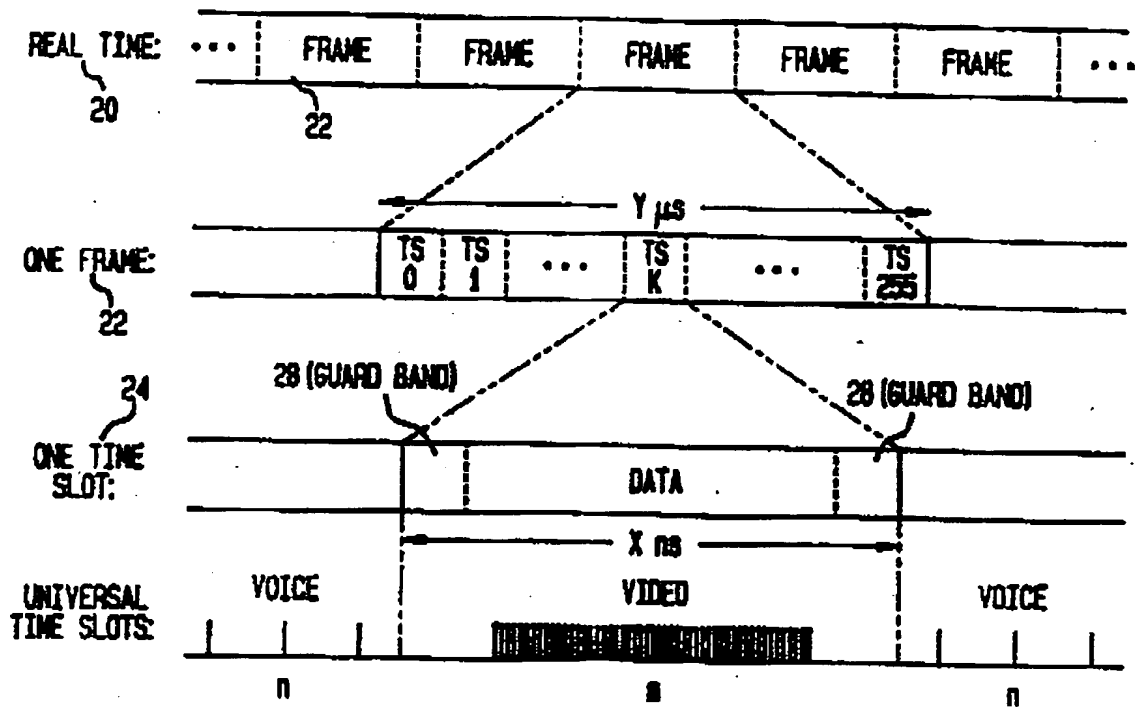 REAL TIME: ... FRAME FRAME FRAME FRAME FRAME ...
20
22
Y µs
ONE FRAME: TS 0 TS 1 ... TS K ... TS 255
22
28 (GUARD BAND) 28 (GUARD BAND)
24
ONE TIME SLOT: DATA
X ns
VOICE VIDEO VOICE
UNIVERSAL TIME SLOTS:
n m n